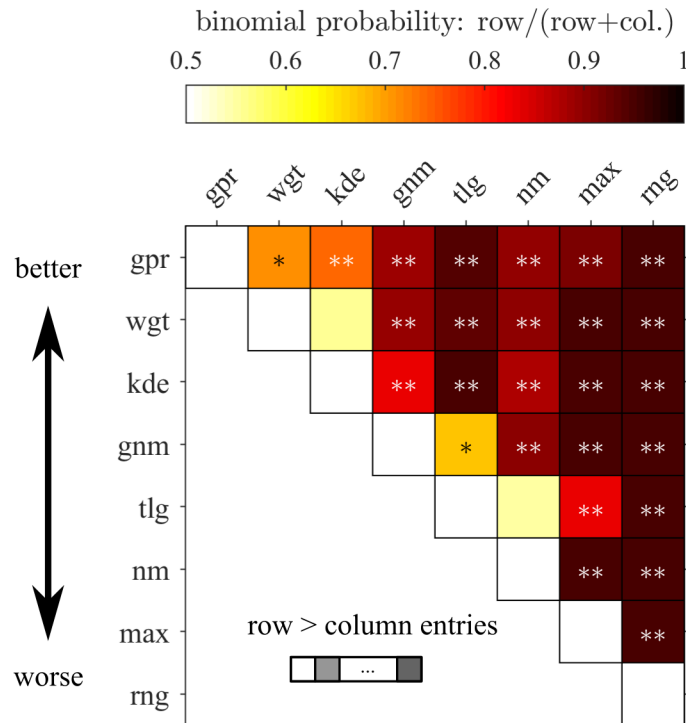 binomial probability: row/(row+col.)
0.5 0.6 0.7 0.8 0.9 1
gpr wgt kde gnm tlg nm max rng
gpr * ** ** ** ** ** **
better
wgt ** ** ** ** **
kde ** ** ** ** **
gnm * ** ** **
tlg ** **
nm ** **
row > column entries
max **
...
worse
rng